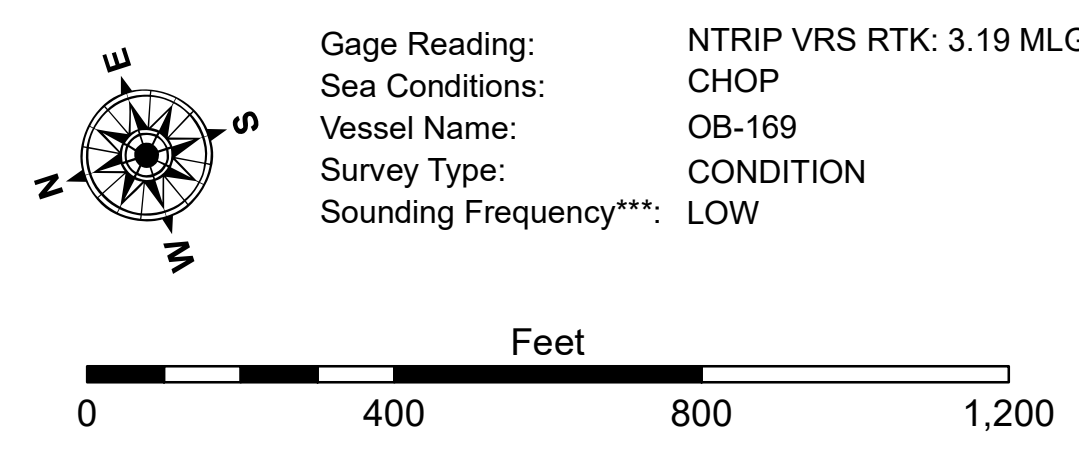 E
S
N
W
Gage Reading: NTRIP VRS RTK: 3.19 MLG
Sea Conditions: CHOP
Vessel Name: OB-169
Survey Type: CONDITION
Sounding Frequency***: LOW
Feet
0 400 800 1,200